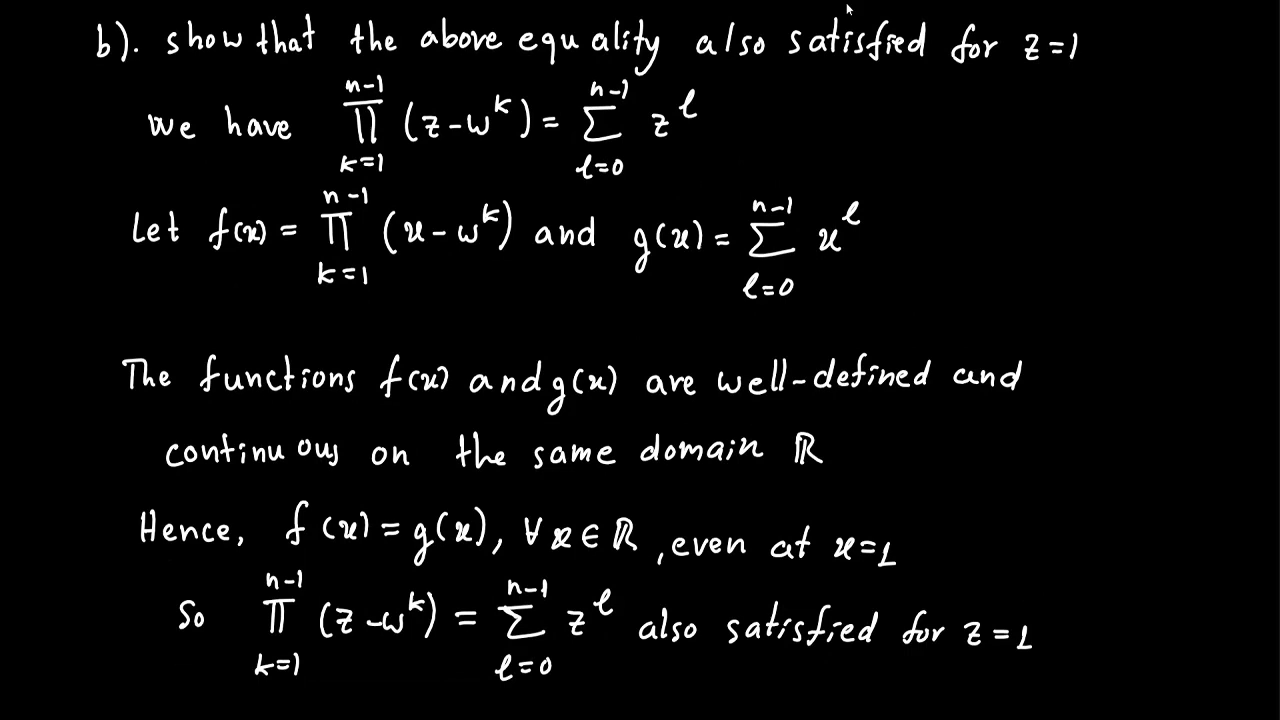 b). show that the above equality also satisfied for z=1
we have ∏_{k=1}^{n-1} (z-w^k) = ∑_{l=0}^{n-1} z^l
Let f(x) = ∏_{k=1}^{n-1} (x-w^k) and g(x) = ∑_{l=0}^{n-1} x^l
The functions f(x) and g(x) are well-defined and
continuous on the same domain ℝ
Hence, f(x) = g(x), ∀x∈ℝ, even at x=1
So ∏_{k=1}^{n-1} (z-w^k) = ∑_{l=0}^{n-1} z^l also satisfied for z=1